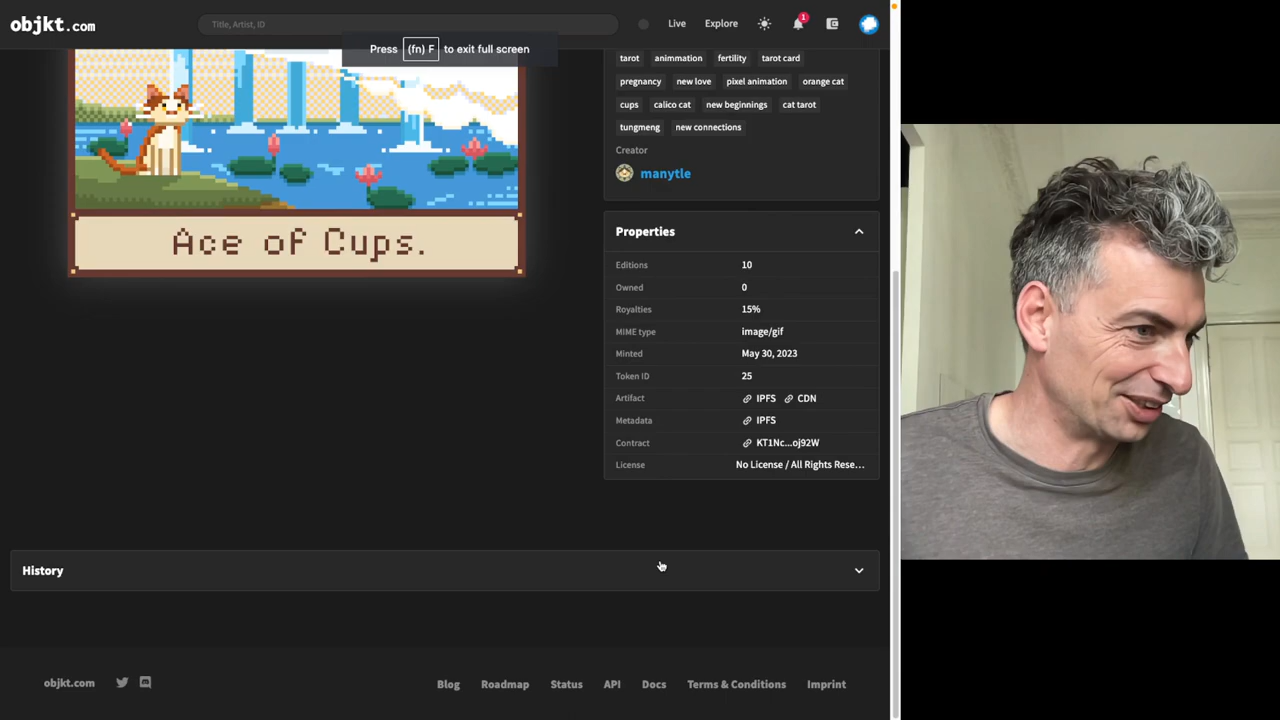 objkt.com
Title, Artist, ID
Live
Explore
1
Press (fn) F to exit full screen
tarot animmation fertility tarot card
pregnancy new love pixel animation orange cat
cups calico cat new beginnings cat tarot
tungmeng new connections
Creator
manytle
Ace of Cups.
Properties
Editions 10
Owned 0
Royalties 15%
MIME type image/gif
Minted May 30, 2023
Token ID 25
Artifact IPFS CDN
Metadata IPFS
Contract KT1Nc...oj92W
License No License / All Rights Rese...
History
objkt.com
Blog Roadmap Status API Docs Terms & Conditions Imprint